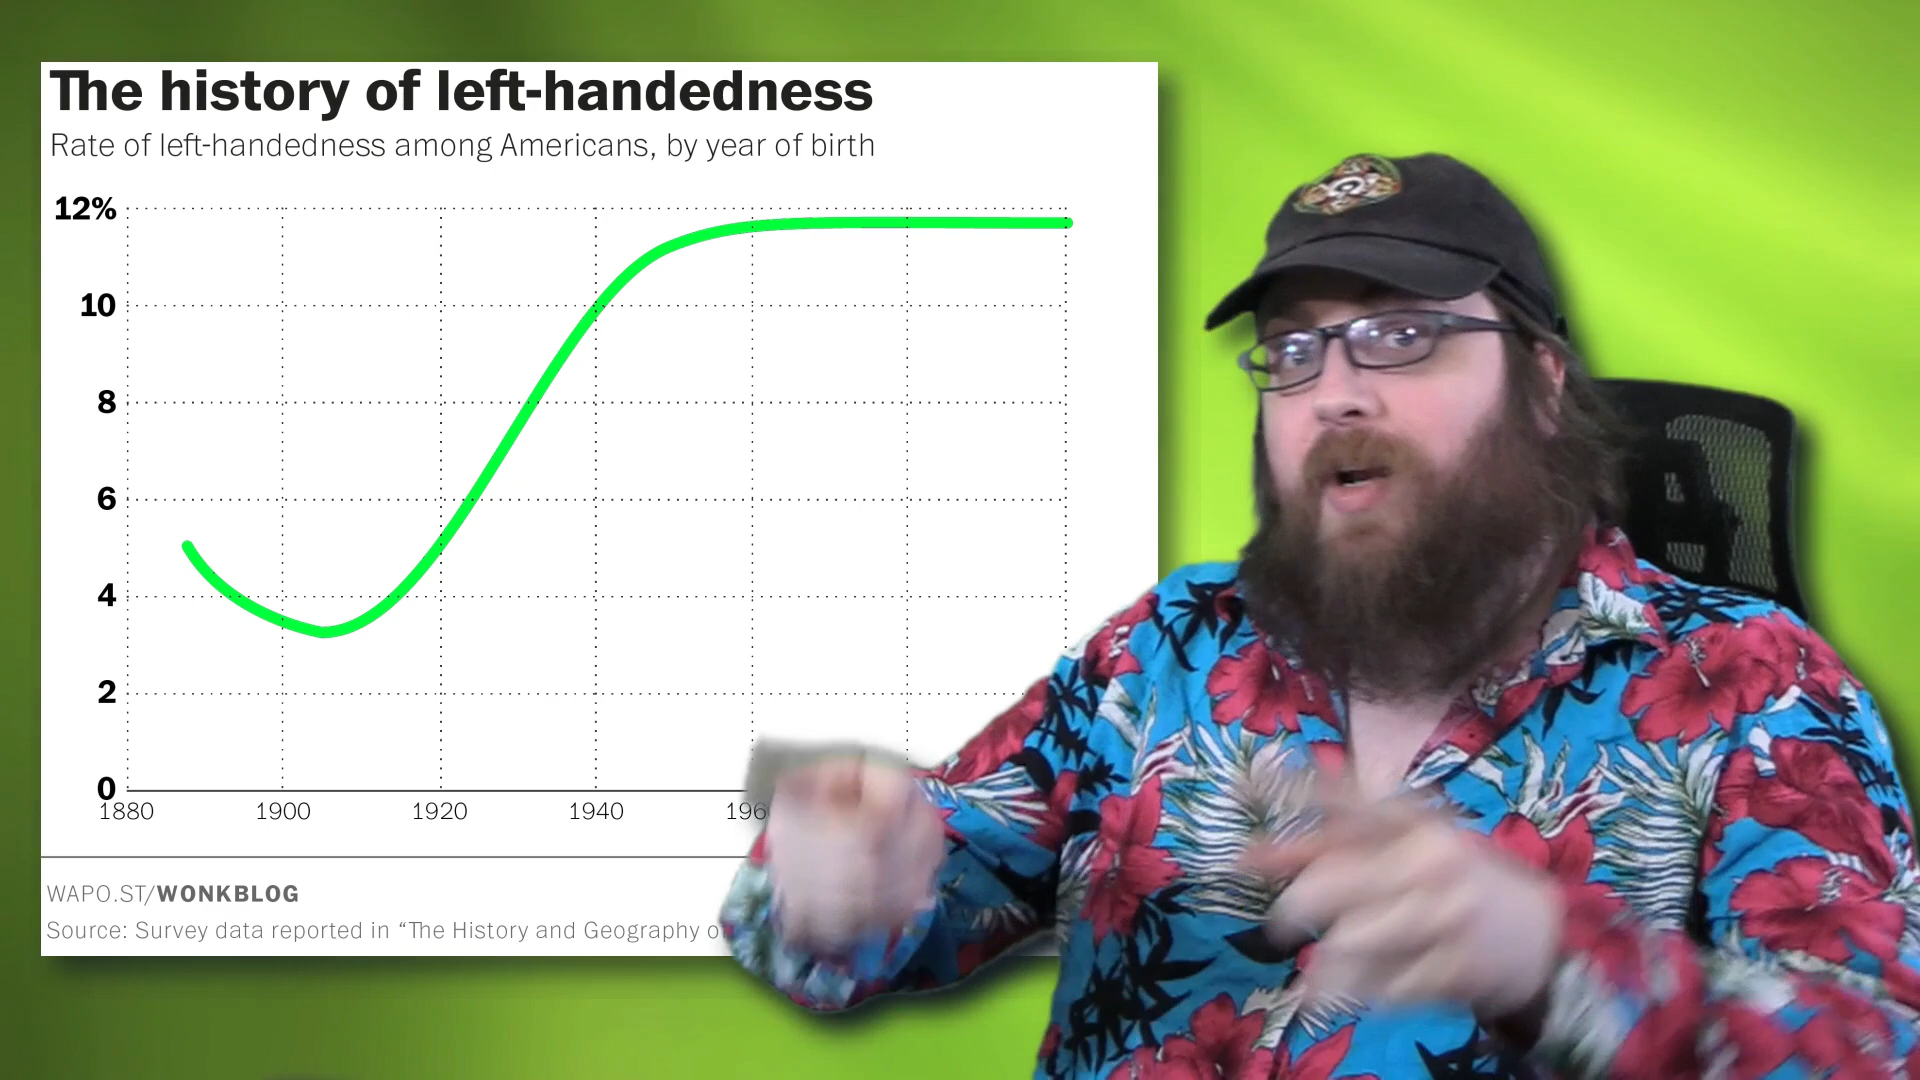 The history of left-handedness
Rate of left-handedness among Americans, by year of birth
12%
10
8
6
4
2
0
1880 1900 1920 1940 196
WAPO.ST/WONKBLOG
Source: Survey data reported in “The History and Geography o